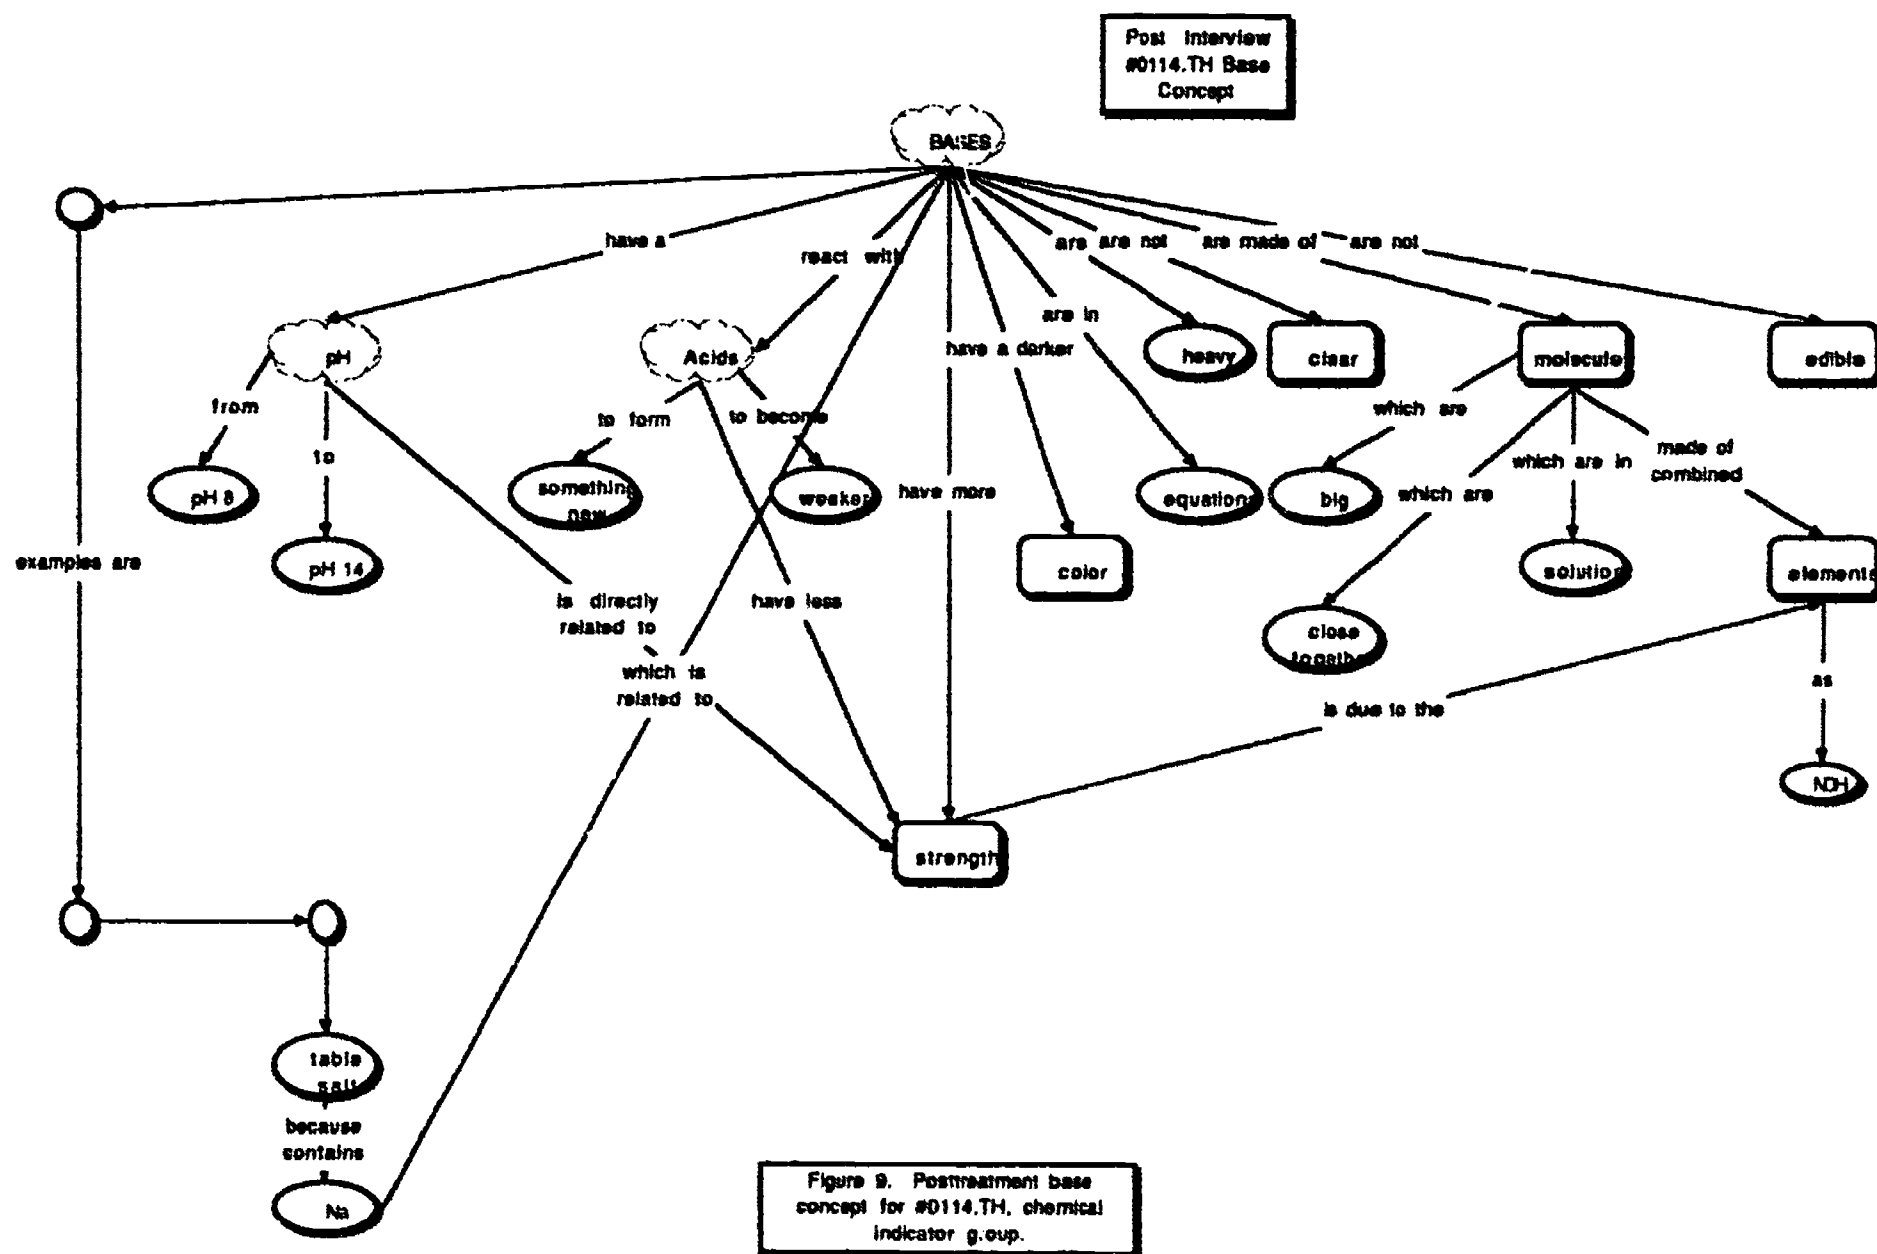 Post Interview
#0114.TH Base
Concept
BASES
have a
react with
are
are not
are made of
are not
are in
have a darker
pH
Acids
heavy
clear
molecule
edible
from
to form
to become
which are
made of
combined
to
which are in
pH 8
something
new
weaker
have more
equations
big
which are
examples are
pH 14
color
solution
elements
is directly
related to
have less
close
togethe
which is
related to
as
is due to the
NOH
strength
table
salt
because
contains
Na
Figure 9. Posttreatment base
concept for #0114.TH, chemical
indicator group.